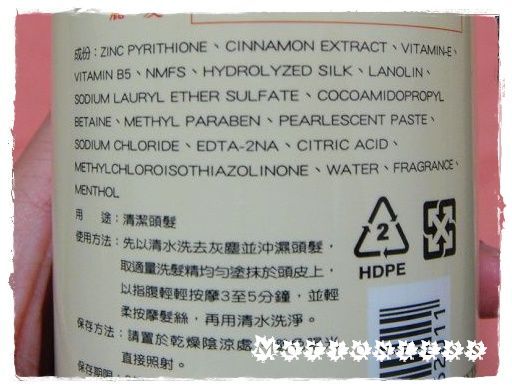 成份：ZINC PYRITHIONE、CINNAMON EXTRACT、VITAMIN-E、
VITAMIN B5、NMFS、HYDROLYZED SILK、LANOLIN、
SODIUM LAURYL ETHER SULFATE、COCOAMIDOPROPYL
BETAINE、METHYL PARABEN、PEARLESCENT PASTE、
SODIUM CHLORIDE、EDTA-2NA、CITRIC ACID、
METHYLCHLOROISOTHIAZOLINONE、WATER、FRAGRANCE、
MENTHOL
用　途：清潔頭髮
使用方法：先以清水洗去灰塵並沖濕頭髮，
取適量洗髮精均勻塗抹於頭皮上，
以指腹輕輕按摩3至5分鐘，並輕
柔按摩髮絲，再用清水洗淨。
保存方法：請置於乾燥陰涼處
直接照射。
保存期限：
2
HDPE